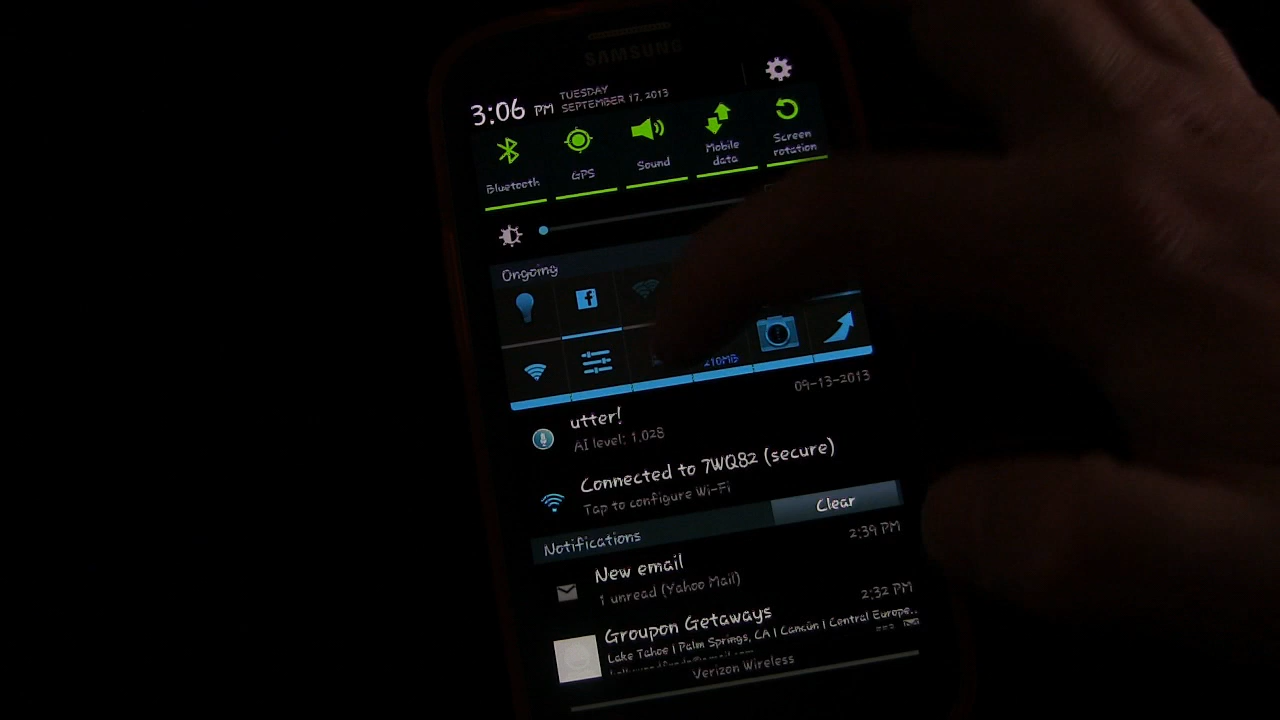 SAMSUNG
3:06 PM
TUESDAY
SEPTEMBER 17, 2013
Bluetooth
GPS
Sound
Mobile
data
Screen
rotation
Ongoing
210MB
09-13-2013
utter!
AI level: 1,028
Connected to 7WQ82 (secure)
Tap to configure Wi-Fi
Notifications
Clear
New email
2:39 PM
1 unread (Yahoo Mail)
Groupon Getaways
2:32 PM
Lake Tahoe | Palm Springs, CA | Cancún | Central Europe..
Verizon Wireless